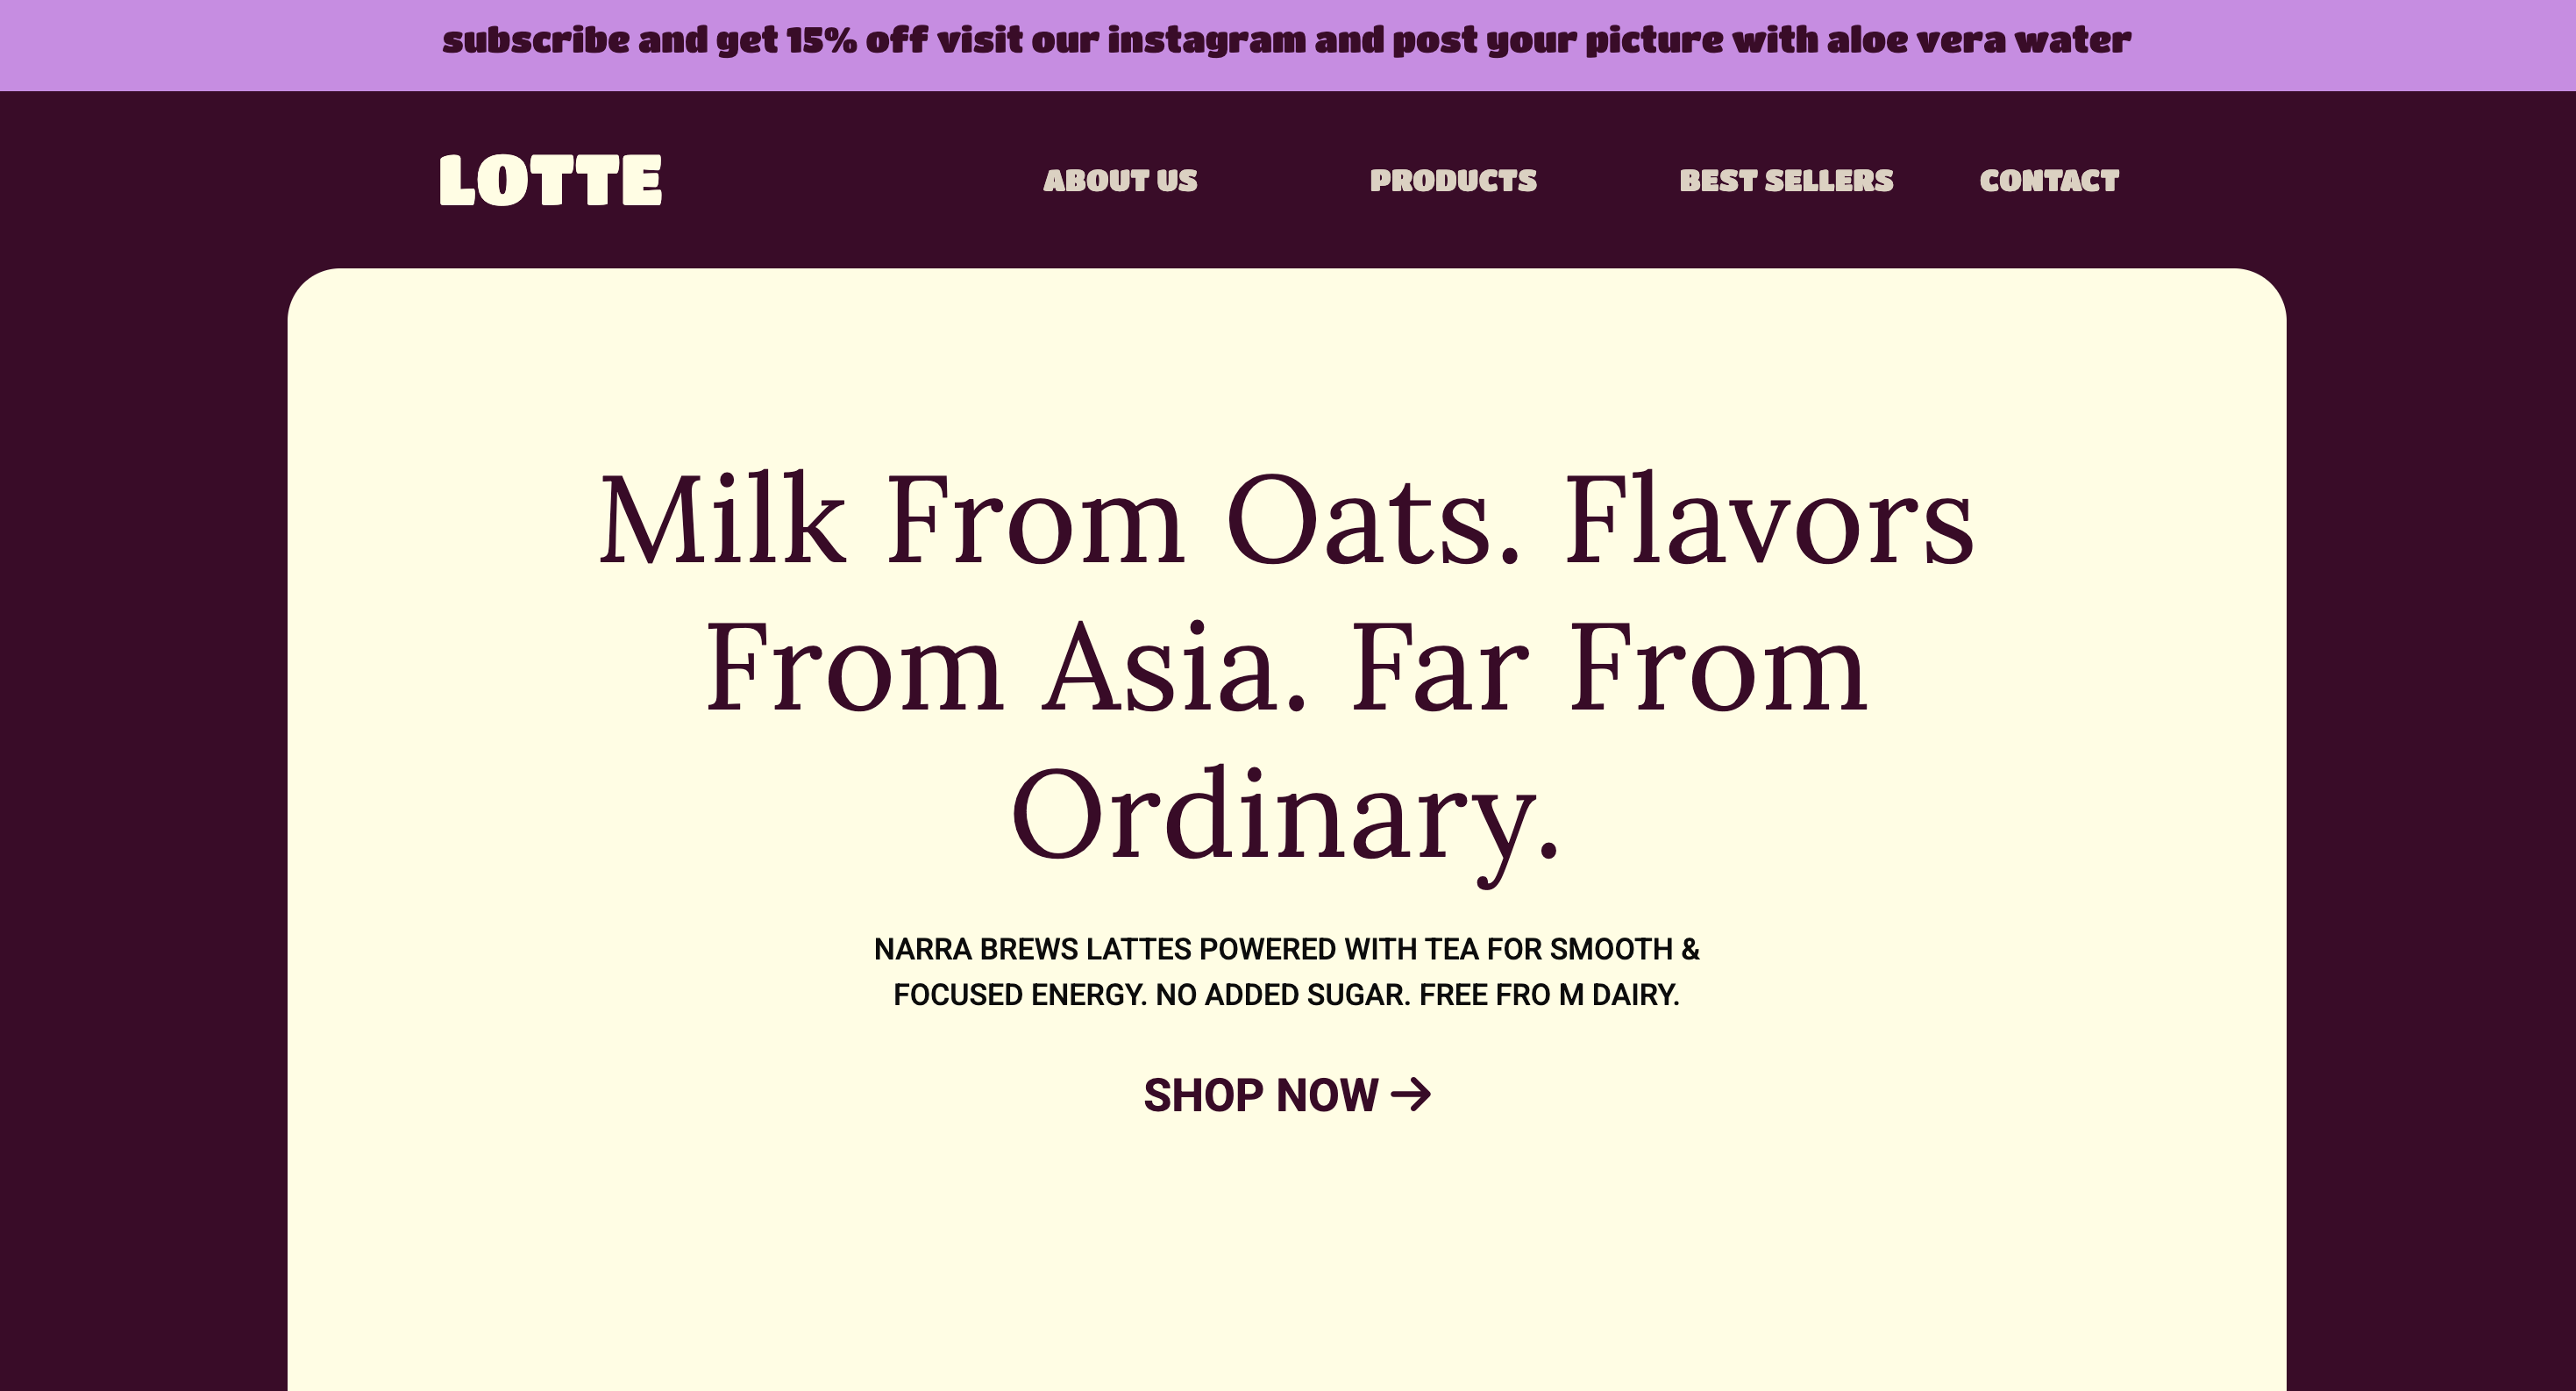 subscribe and get 15% off visit our instagram and post your picture with aloe vera water
LOTTE
ABOUT US
PRODUCTS
BEST SELLERS
CONTACT
Milk From Oats. Flavors
From Asia. Far From
Ordinary.
NARRA BREWS LATTES POWERED WITH TEA FOR SMOOTH &
FOCUSED ENERGY. NO ADDED SUGAR. FREE FRO M DAIRY.
SHOP NOW →